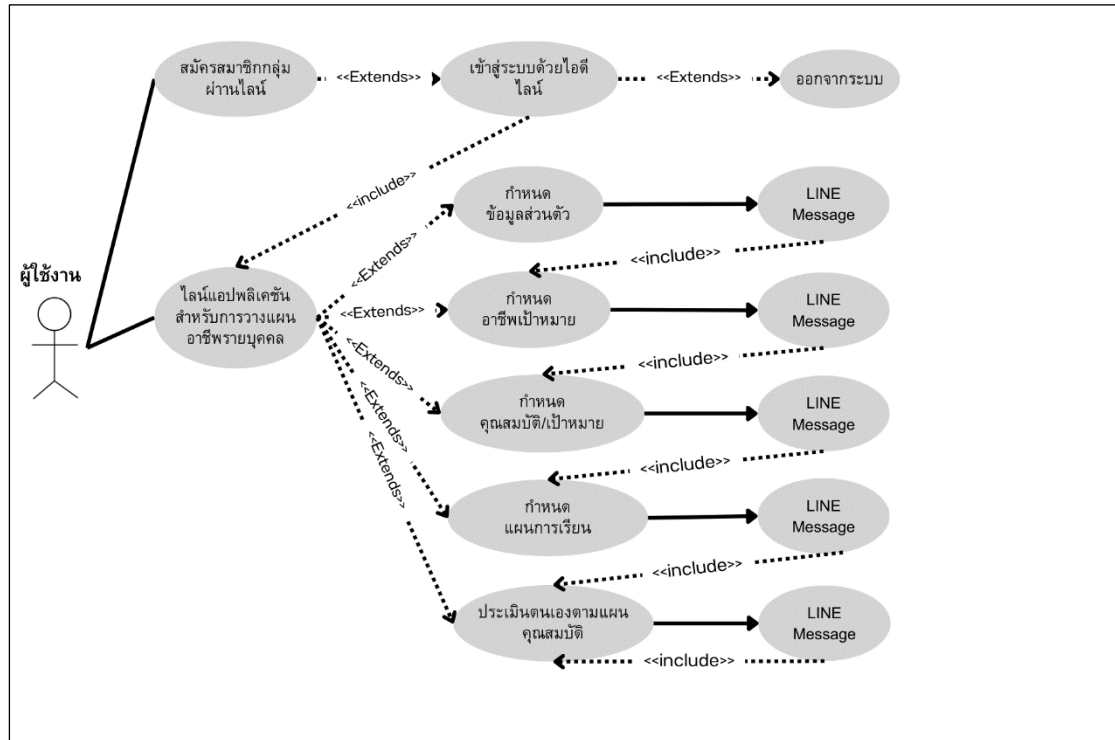 สมัครสมาชิกกลุ่ม
ผ่าานไลน์
<<Extends>>
เข้าสู่ระบบด้วยไอดี
ไลน์
<<Extends>>
ออกจากระบบ
<<include>>
กำหนด
ข้อมูลส่วนตัว
LINE
Message
<<Extends>>
<<include>>
ผู้ใช้งาน
ไลน์แอปพลิเคชัน
สำหรับการวางแผน
อาชีพรายบุคคล
<<Extends>>
กำหนด
อาชีพเป้าหมาย
LINE
Message
<<Extends>>
<<include>>
กำหนด
คุณสมบัติ/เป้าหมาย
LINE
Message
<<Extends>>
<<include>>
กำหนด
แผนการเรียน
LINE
Message
<<Extends>>
<<include>>
ประเมินตนเองตามแผน
คุณสมบัติ
LINE
Message
<<include>>